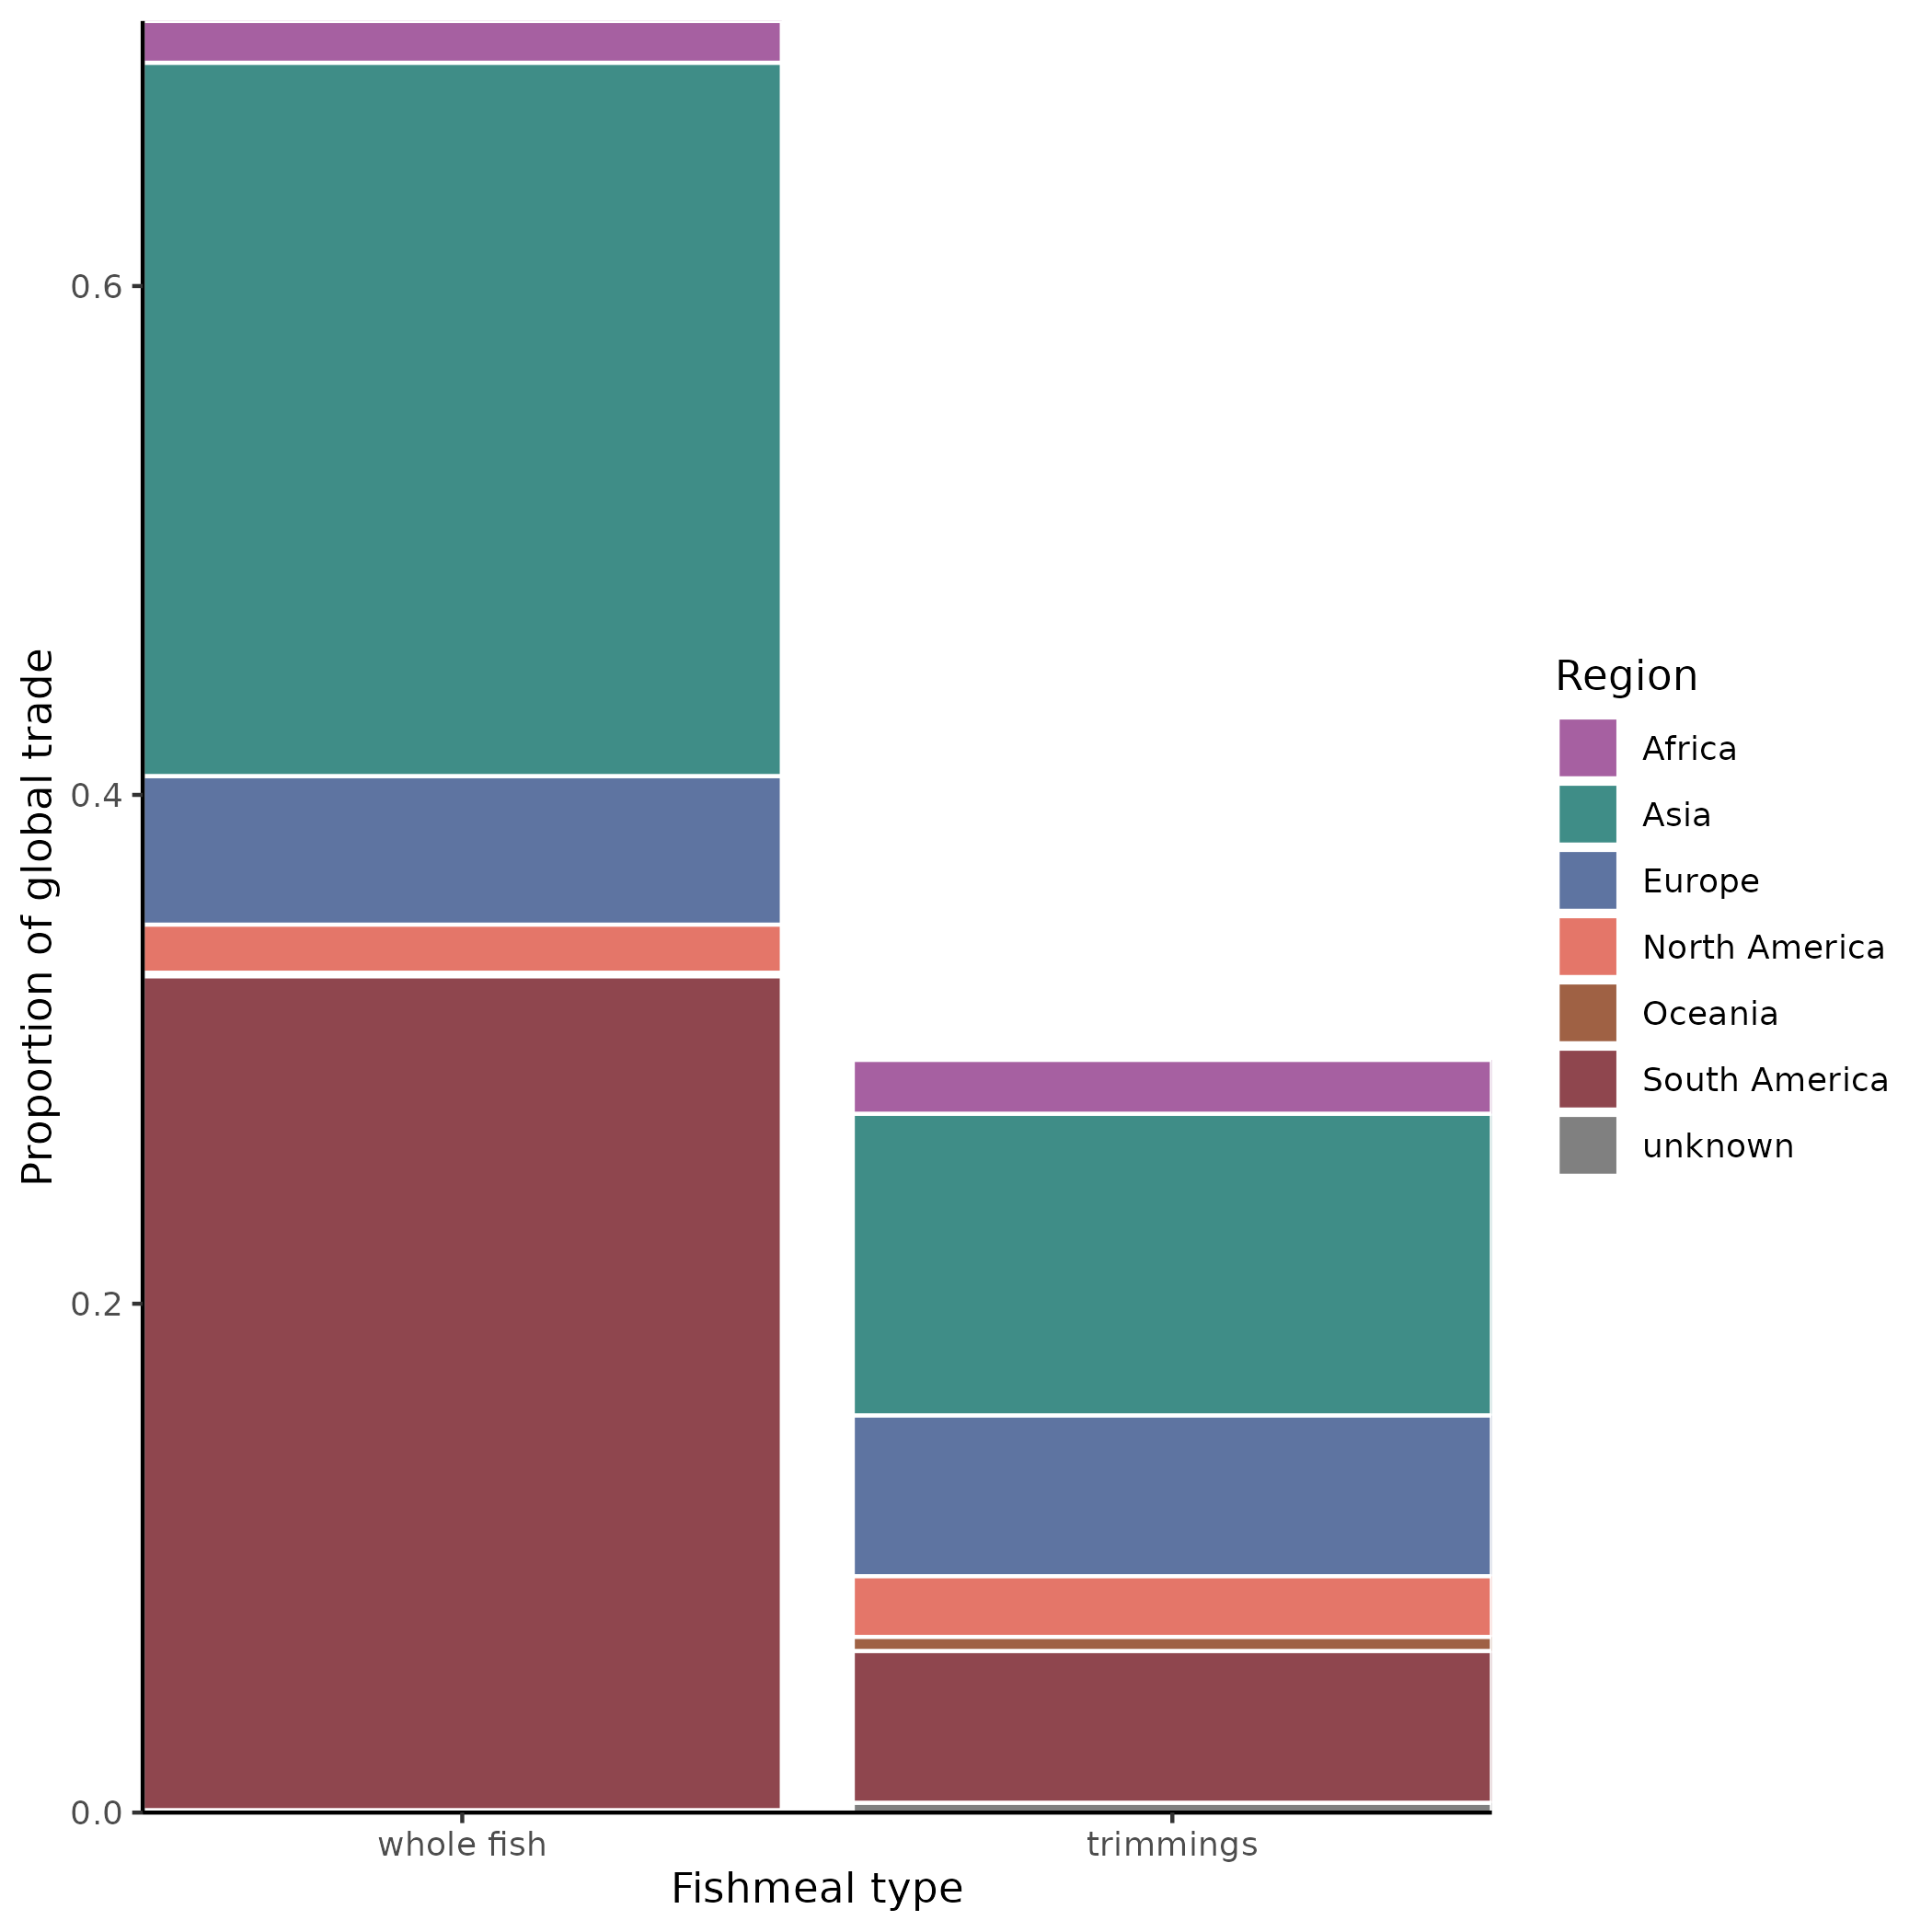 Proportion of global trade
0.6
0.4
0.2
0.0
whole fish
trimmings
Fishmeal type
Region
Africa
Asia
Europe
North America
Oceania
South America
unknown